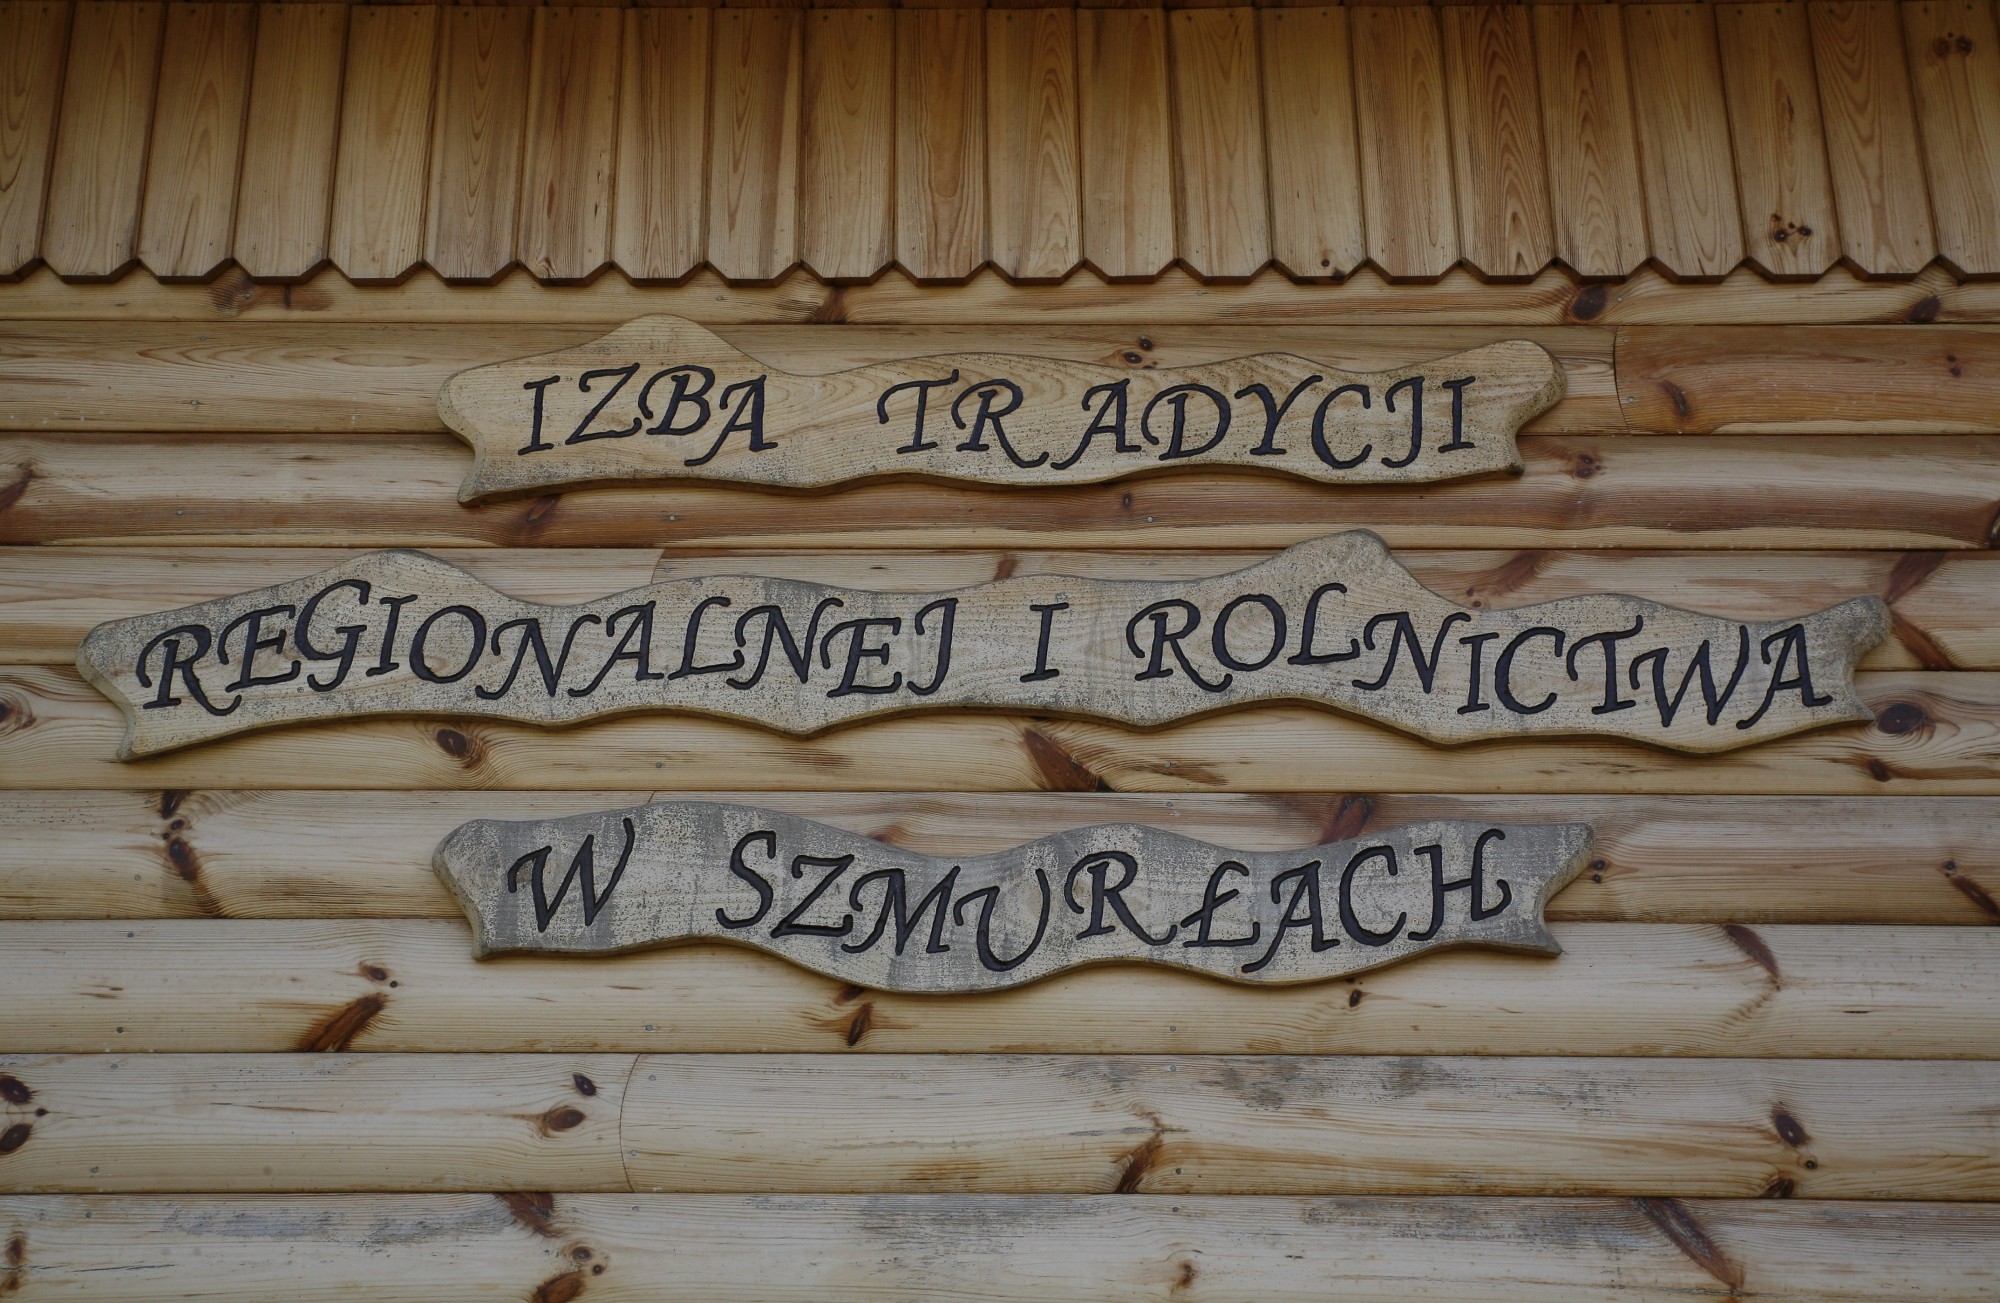 IZBA TRADYCJI
REGIONALNEJ I ROLNICTWA
W SZMURŁACH